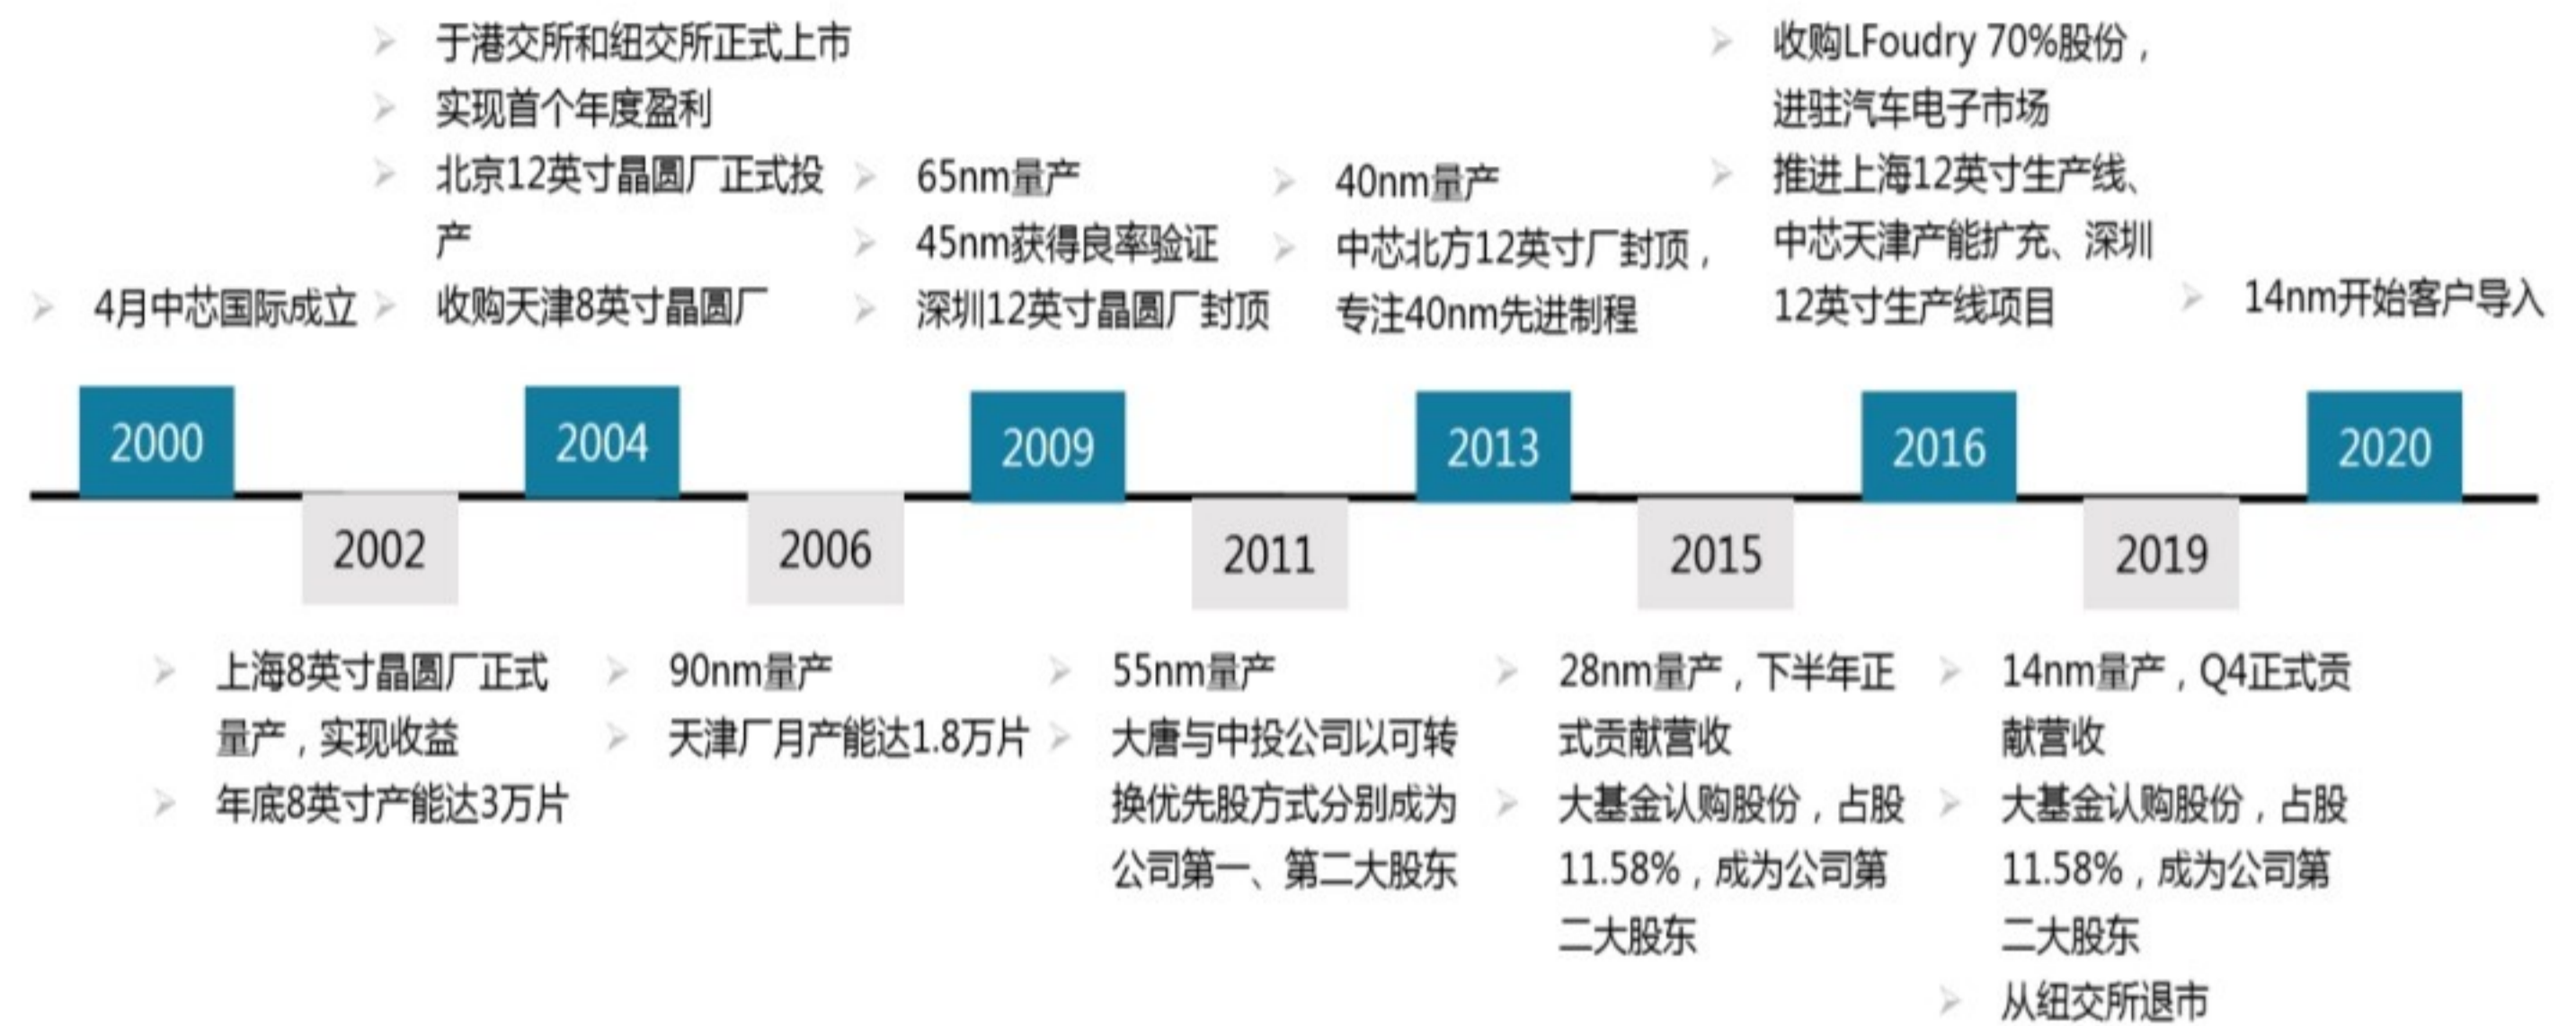 4月中芯国际成立
2000
上海8英寸晶圆厂正式
量产，实现收益
年底8英寸产能达3万片
2002
于港交所和纽交所正式上市
实现首个年度盈利
北京12英寸晶圆厂正式投
产
收购天津8英寸晶圆厂
2004
2006
90nm量产
天津厂月产能达1.8万片
65nm量产
45nm获得良率验证
深圳12英寸晶圆厂封顶
2009
2011
55nm量产
大唐与中投公司以可转
换优先股方式分别成为
公司第一、第二大股东
40nm量产
中芯北方12英寸厂封顶，
专注40nm先进制程
2013
2015
28nm量产，下半年正
式贡献营收
大基金认购股份，占股
11.58%，成为公司第
二大股东
收购LFoudry 70%股份，
进驻汽车电子市场
推进上海12英寸生产线、
中芯天津产能扩充、深圳
12英寸生产线项目
2016
2019
14nm量产，Q4正式贡
献营收
大基金认购股份，占股
11.58%，成为公司第
二大股东
从纽交所退市
14nm开始客户导入
2020